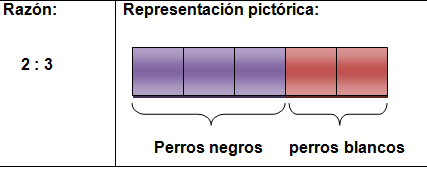 Razón:
Representación pictórica:
2 : 3
Perros negros
perros blancos